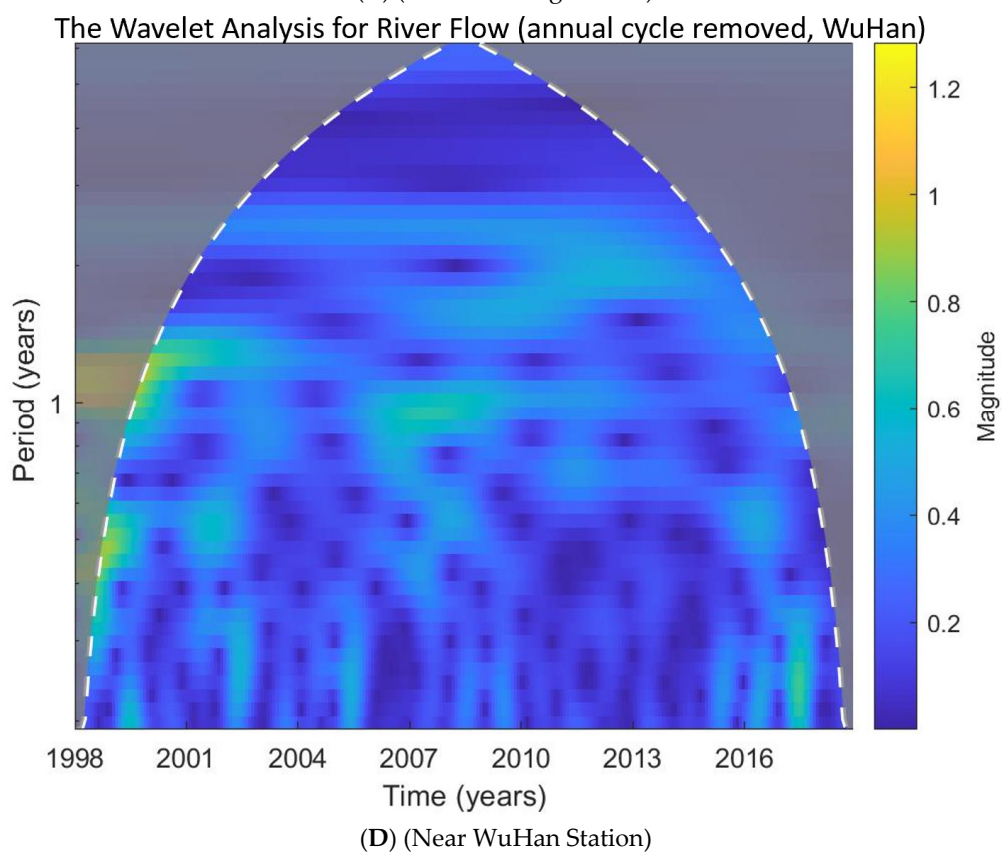 The Wavelet Analysis for River Flow (annual cycle removed, WuHan)
1.2
1
0.8
0.6
0.4
0.2
Magnitude
Period (years)
1
1998 2001 2004 2007 2010 2013 2016
Time (years)
(D) (Near WuHan Station)